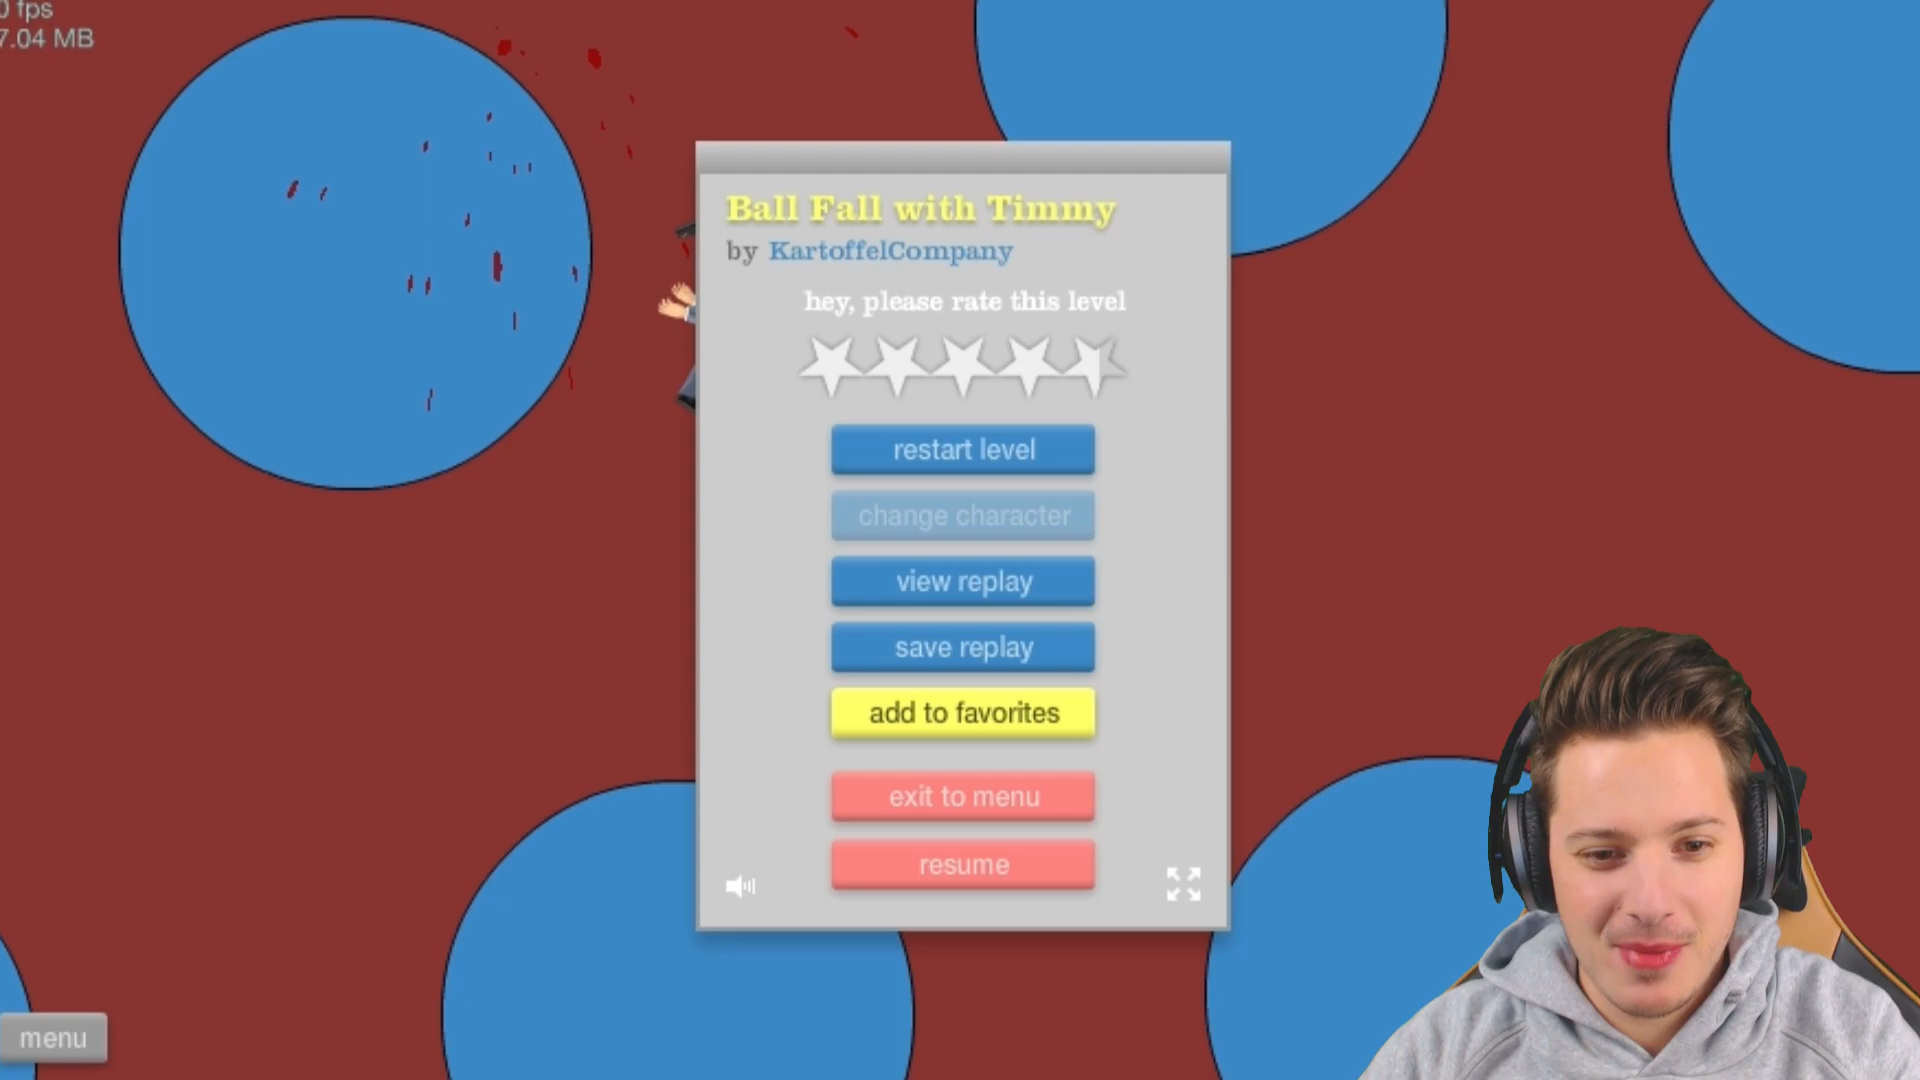 0 fps
7.04 MB
Ball Fall with Timmy
by KartoffelCompany
hey, please rate this level
restart level
change character
view replay
save replay
add to favorites
exit to menu
resume
menu